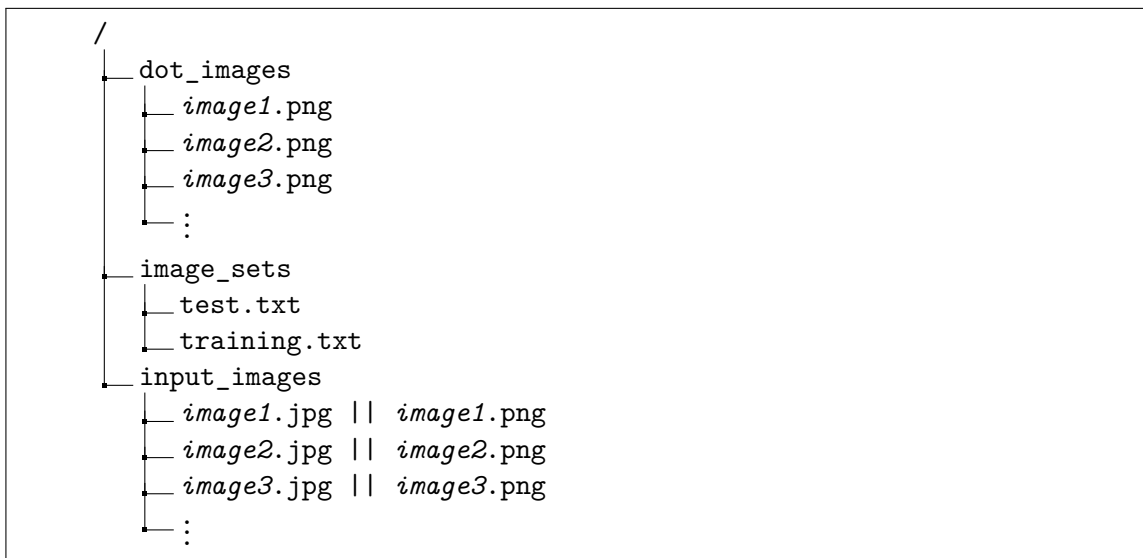 /
dot_images
image1.png
image2.png
image3.png
⋮
image_sets
test.txt
training.txt
input_images
image1.jpg || image1.png
image2.jpg || image2.png
image3.jpg || image3.png
⋮